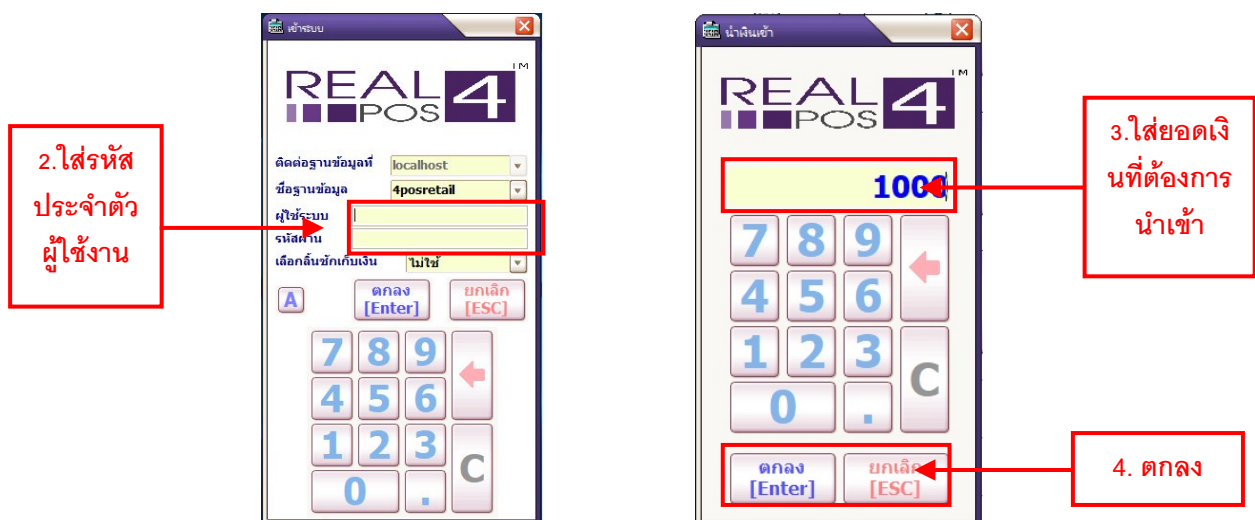 เข้าระบบ
REAL 4 TM
POS
2.ใส่รหัส
ประจำตัว
ผู้ใช้งาน
ติดต่อฐานข้อมูลที่ localhost
ชื่อฐานข้อมูล 4posretail
ผู้ใช้ระบบ
รหัสผ่าน
เลือกลิ้นชักเก็บเงิน ไม่ใช้
A
ตกลง
[Enter]
ยกเลิก
[ESC]
7 8 9
4 5 6
1 2 3
C
0 .
นำเงินเข้า
REAL 4 TM
POS
1000
7 8 9
4 5 6
1 2 3
C
0 .
ตกลง
[Enter]
ยกเลิก
[ESC]
3.ใส่ยอดเงิ
นที่ต้องการ
นำเข้า
4. ตกลง